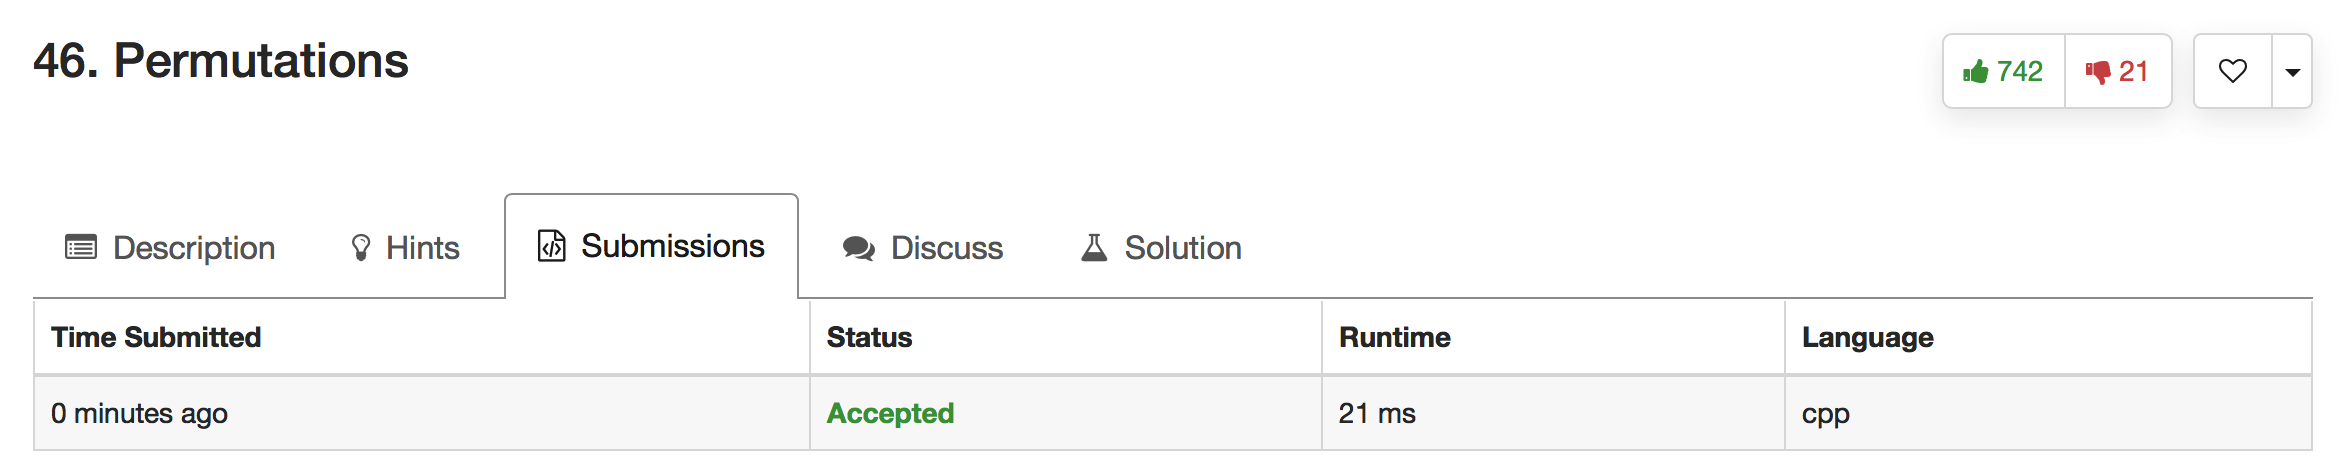 46. Permutations
742 21
Description Hints Submissions Discuss Solution
Time Submitted Status Runtime Language
0 minutes ago Accepted 21 ms cpp